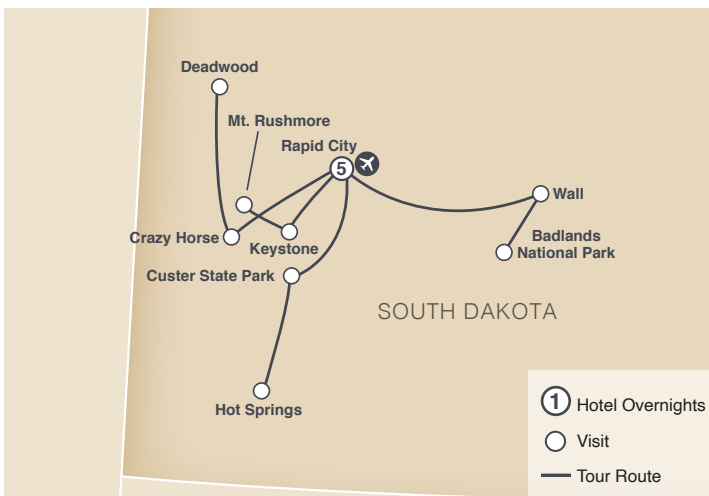 Deadwood
Mt. Rushmore
Rapid City
5
Wall
Crazy Horse
Keystone
Badlands
National Park
Custer State Park
SOUTH DAKOTA
Hot Springs
1 Hotel Overnights
Visit
Tour Route